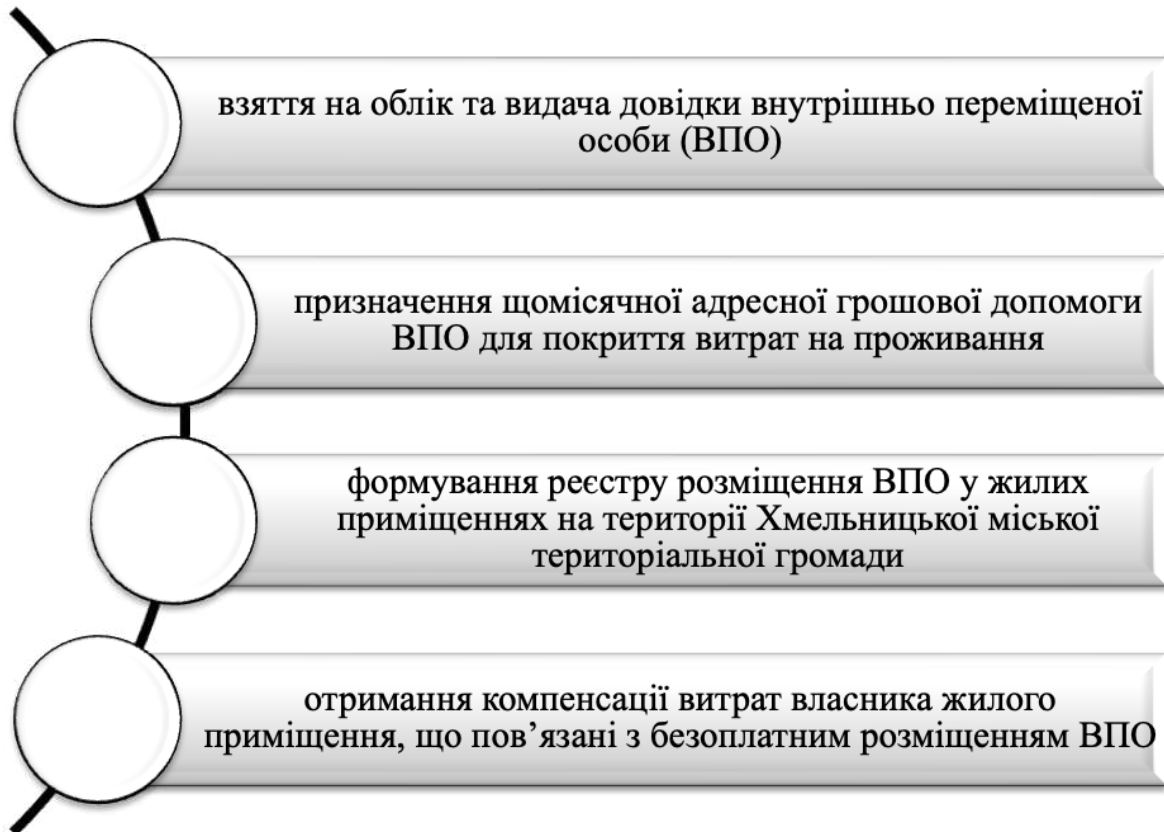 взяття на облік та видача довідки внутрішньо переміщеної
особи (ВПО)
призначення щомісячної адресної грошової допомоги
ВПО для покриття витрат на проживання
формування реєстру розміщення ВПО у жилих
приміщеннях на території Хмельницької міської
територіальної громади
отримання компенсації витрат власника жилого
приміщення, що пов’язані з безоплатним розміщенням ВПО